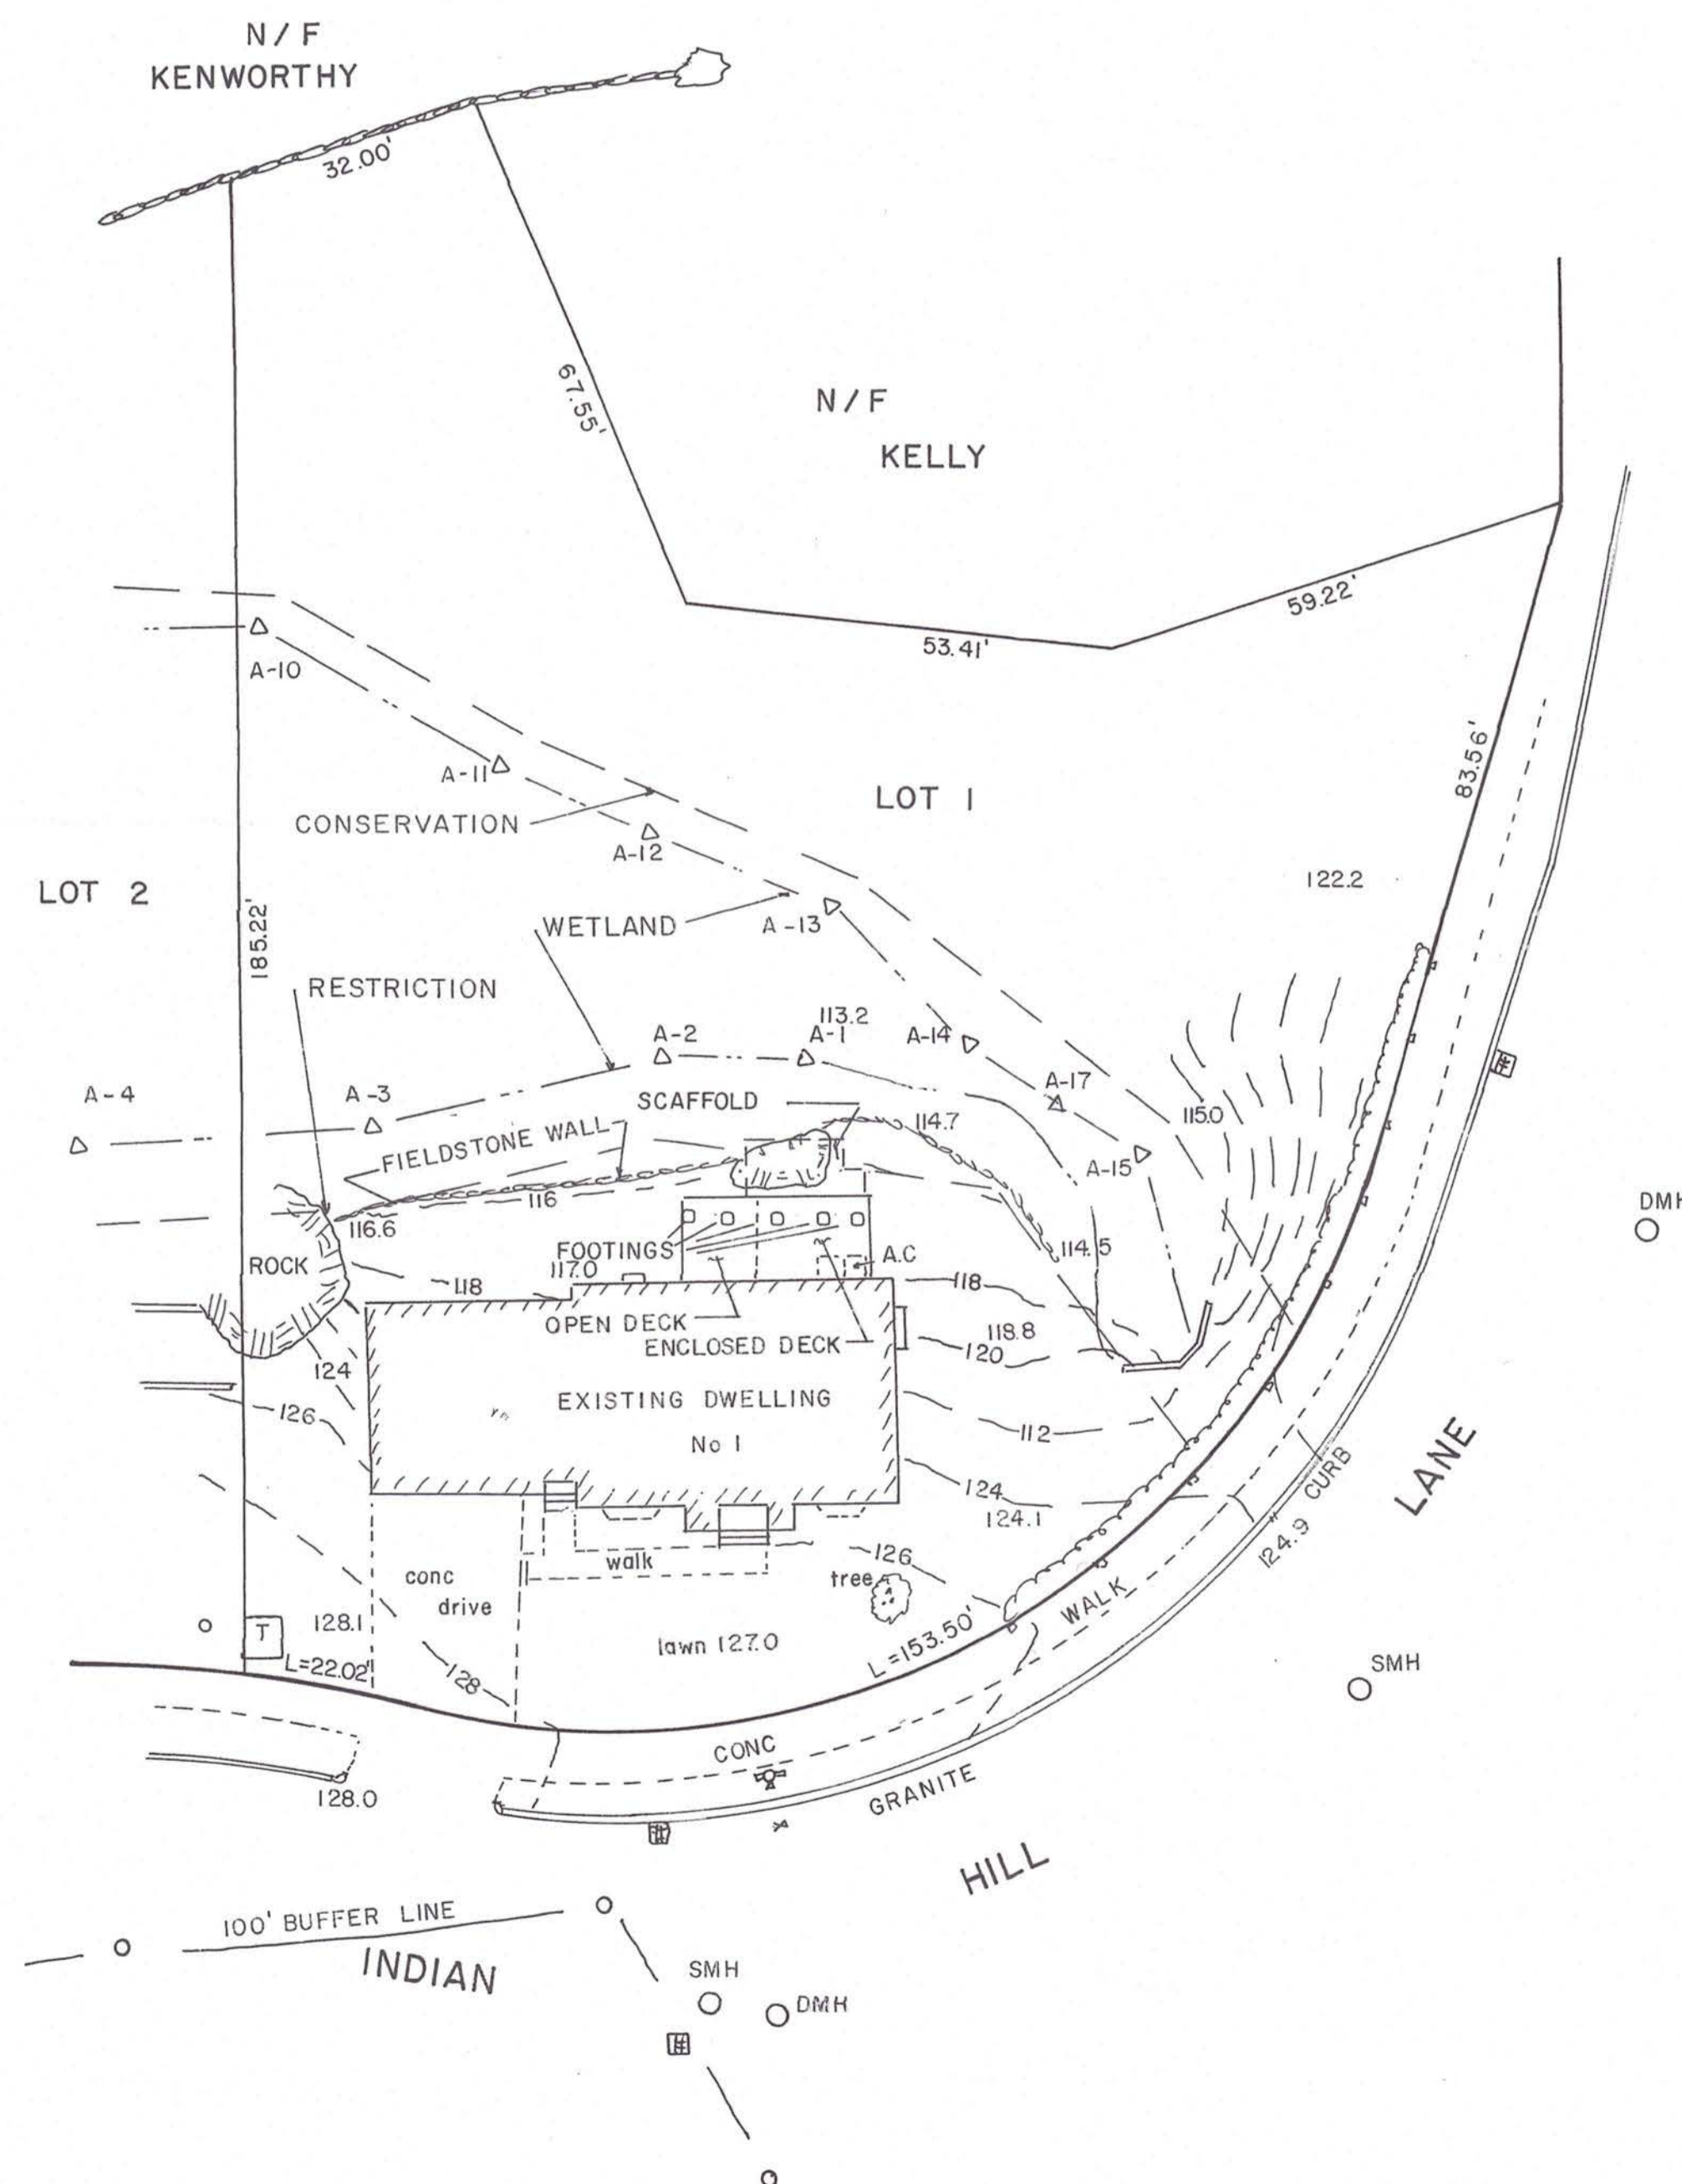 N/F
KENWORTHY
32.00'
67.55'
N/F
KELLY
59.22'
53.41'
A-10
83.56'
A-11
LOT 1
CONSERVATION
A-12
122.2
LOT 2
185.22'
WETLAND
A-13
RESTRICTION
113.2
A-2
A-1
A-14
A-4
A-3
A-17
SCAFFOLD
115.0
114.7
FIELDSTONE WALL
A-15
116
116.6
DMH
ROCK
FOOTINGS
114.5
A.C
117.0
118
118
OPEN DECK
118.8
ENCLOSED DECK
120
124
EXISTING DWELLING
126
No 1
112
124
CURB
LANE
124.1
124.9
126
walk
conc
drive
tree
WALK
128.1
T
lawn 127.0
L=153.50'
L=22.02'
128
SMH
CONC
128.0
GRANITE
HILL
100' BUFFER LINE
INDIAN
SMH
DMH